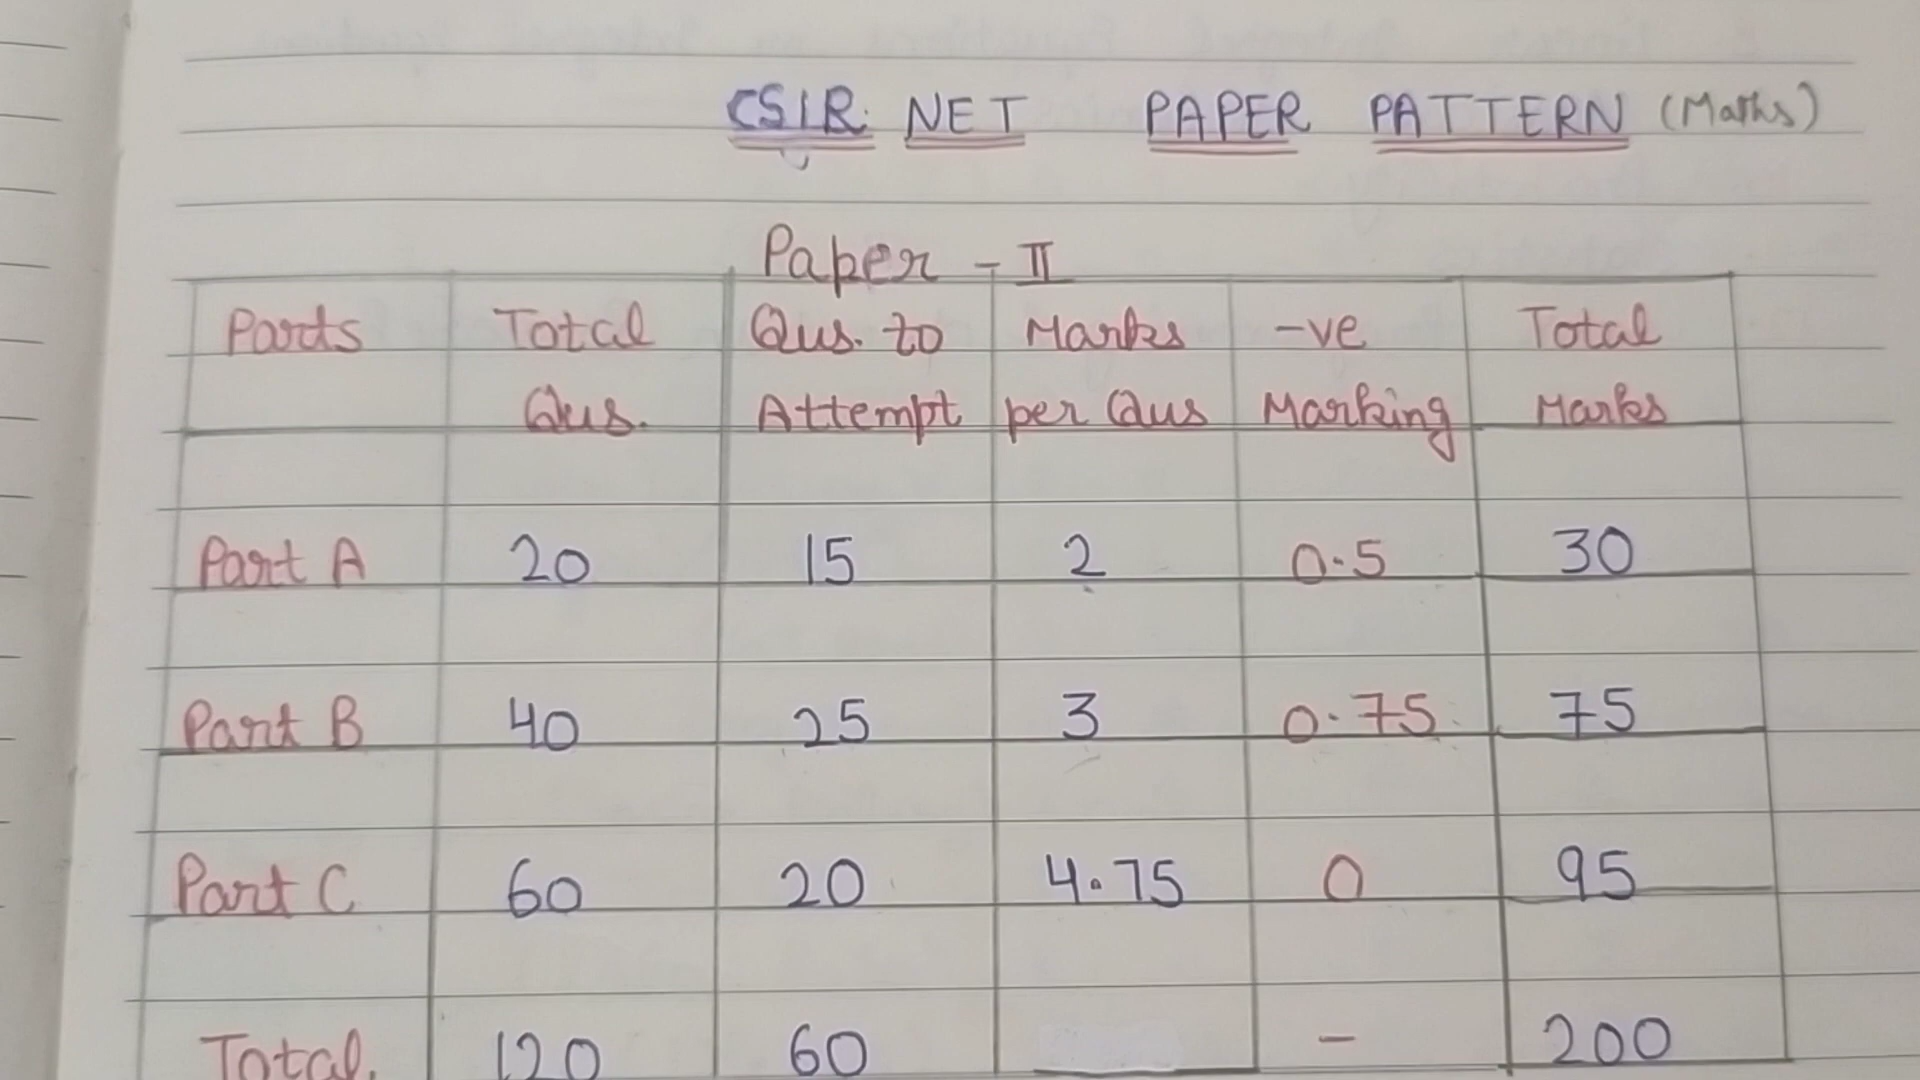 CSIR NET PAPER PATTERN (Maths)
Paper - II
Parts Total Qus. to Marks -ve Total
Qus. Attempt per Qus Marking Marks
Part A 20 15 2 0.5 30
Part B 40 25 3 0.75 75
Part C 60 20 4.75 0 95
Total. 120 60 - 200